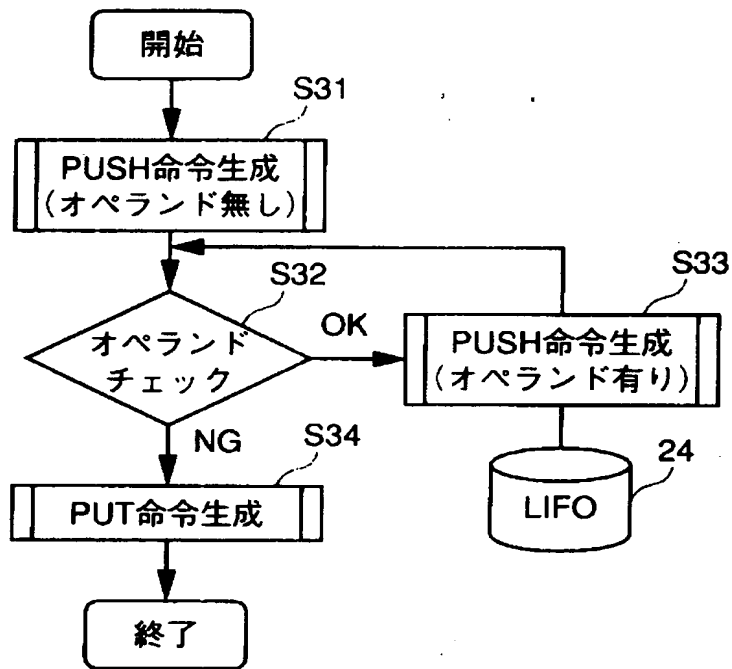 開始
S31
PUSH命令生成
(オペランド無し)
S32
オペランド
チェック
OK
S33
PUSH命令生成
(オペランド有り)
NG
S34
PUT命令生成
24
LIFO
終了